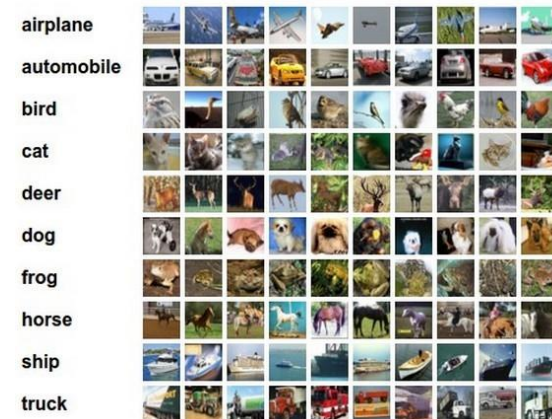 airplane
automobile
bird
cat
deer
dog
frog
horse
ship
truck